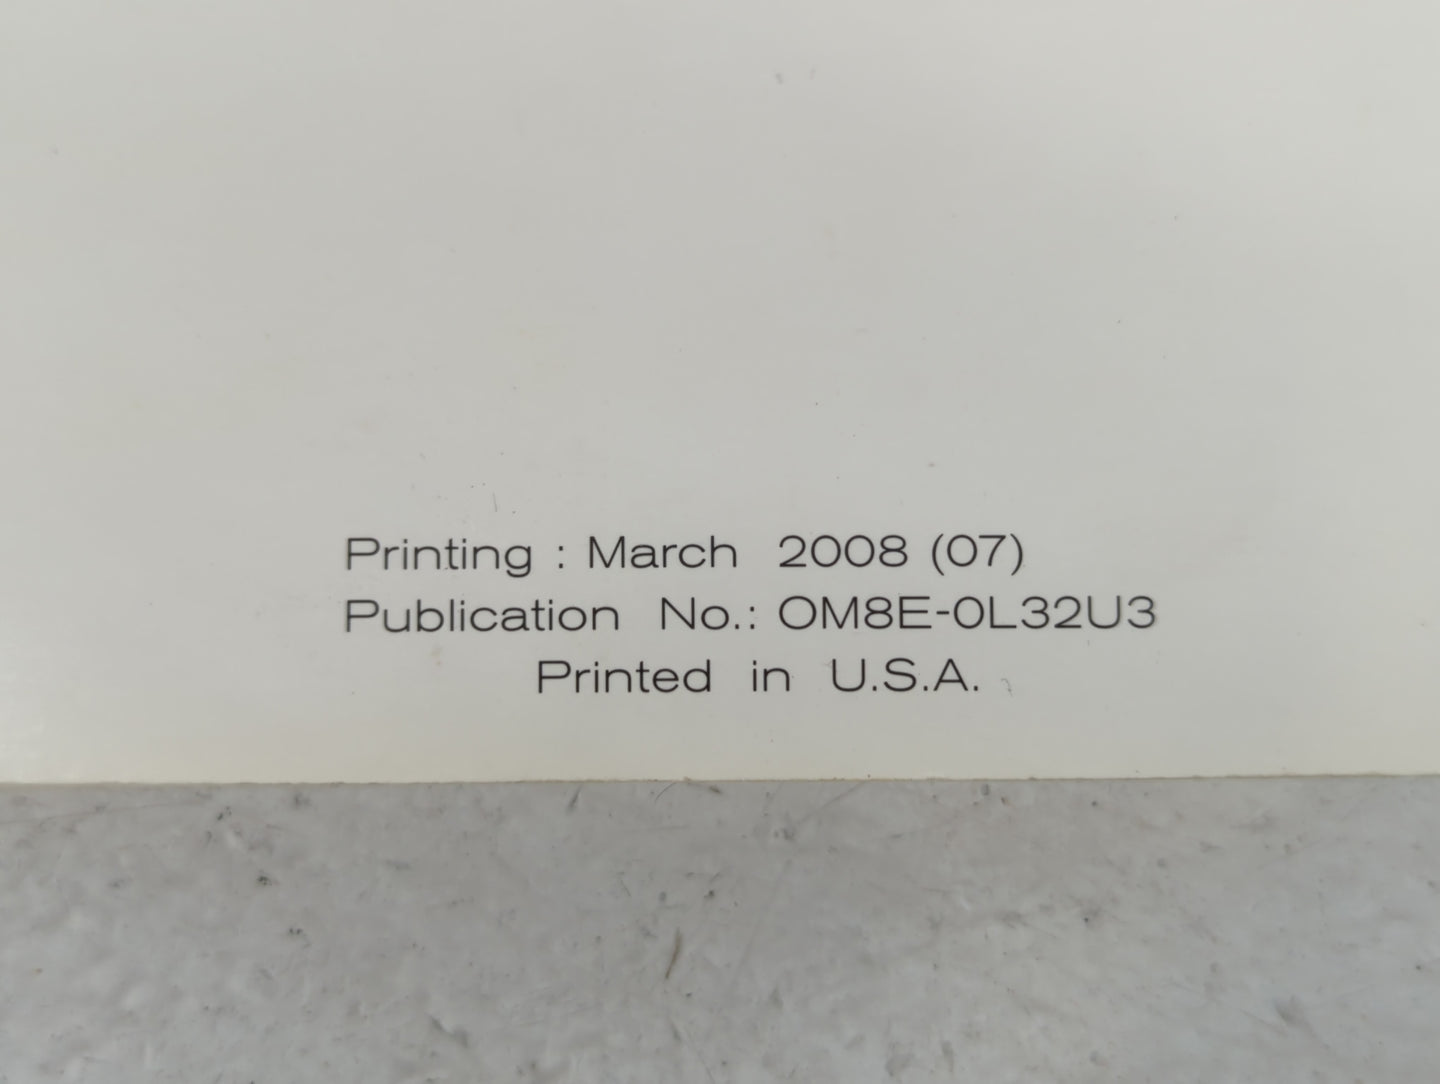 Printing : March 2008 (07)
Publication No.: OM8E-0L32U3
Printed in U.S.A.